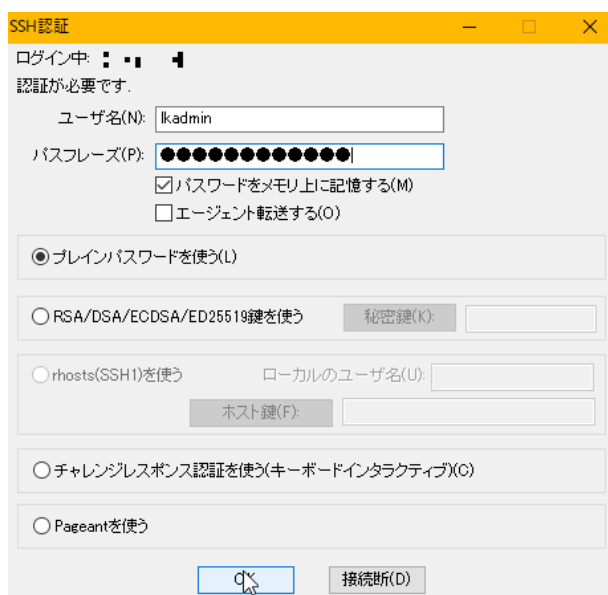 SSH認証
ログイン中:
認証が必要です.
ユーザ名(N): lkadmin
パスフレーズ(P): ●●●●●●●●●●●●
パスワードをメモリ上に記憶する(M)
エージェント転送する(O)
プレインパスワードを使う(L)
RSA/DSA/ECDSA/ED25519鍵を使う 秘密鍵(K):
rhosts(SSH1)を使う ローカルのユーザ名(U):
ホスト鍵(F):
チャレンジレスポンス認証を使う(キーボードインタラクティブ)(C)
Pageantを使う
OK 接続断(D)